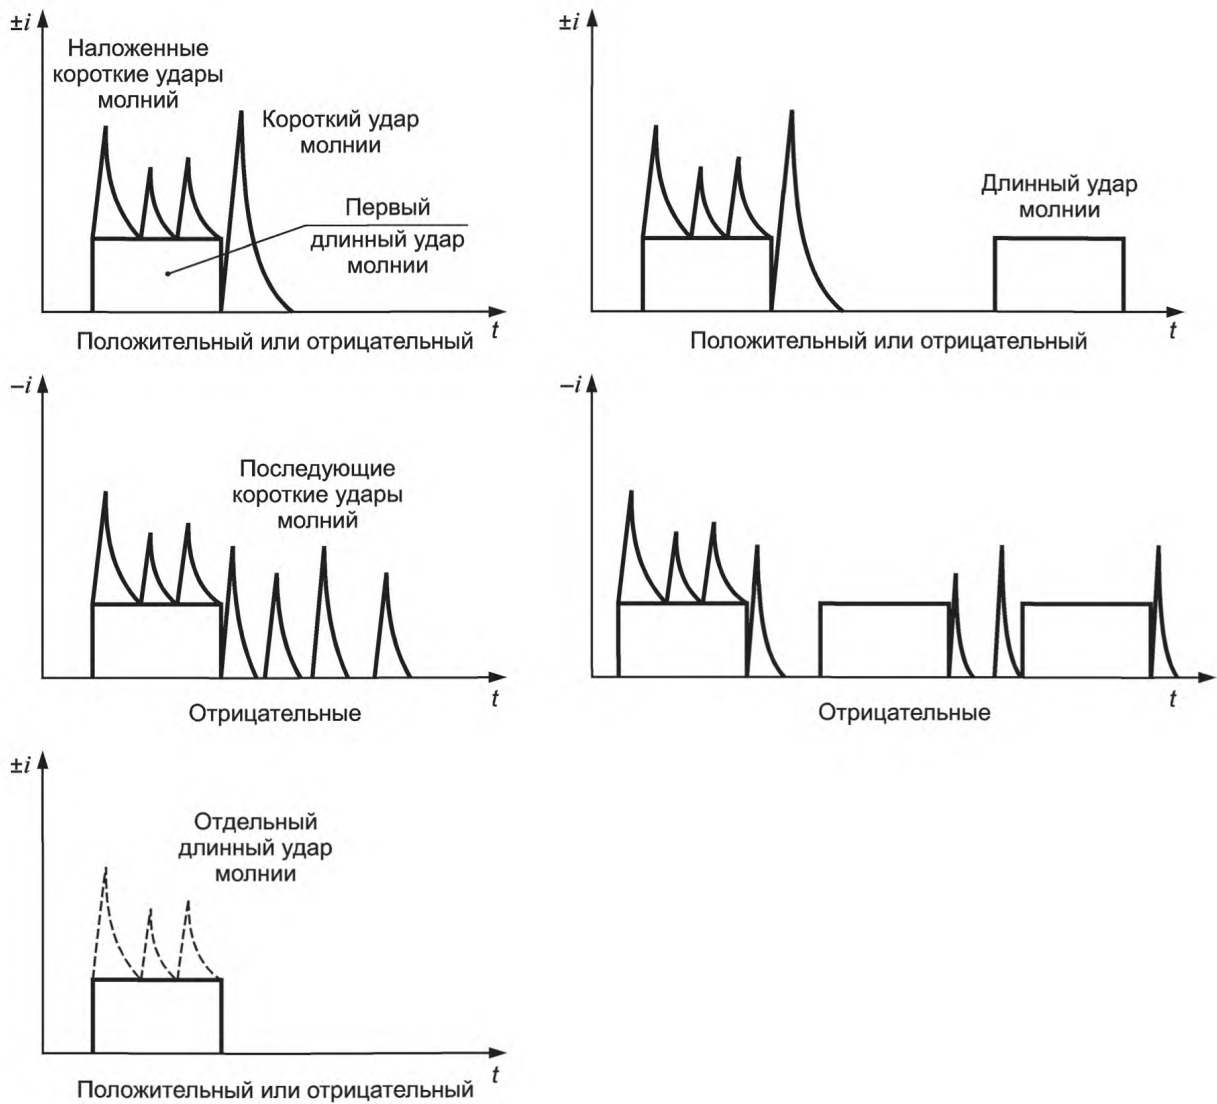 ±i
Наложенные
короткие удары
молний
Короткий удар
молнии
Первый
длинный удар
молнии
t
Положительный или отрицательный
±i
Длинный удар
молнии
t
Положительный или отрицательный
–i
Последующие
короткие удары
молний
t
Отрицательные
–i
t
Отрицательные
±i
Отдельный
длинный удар
молнии
t
Положительный или отрицательный